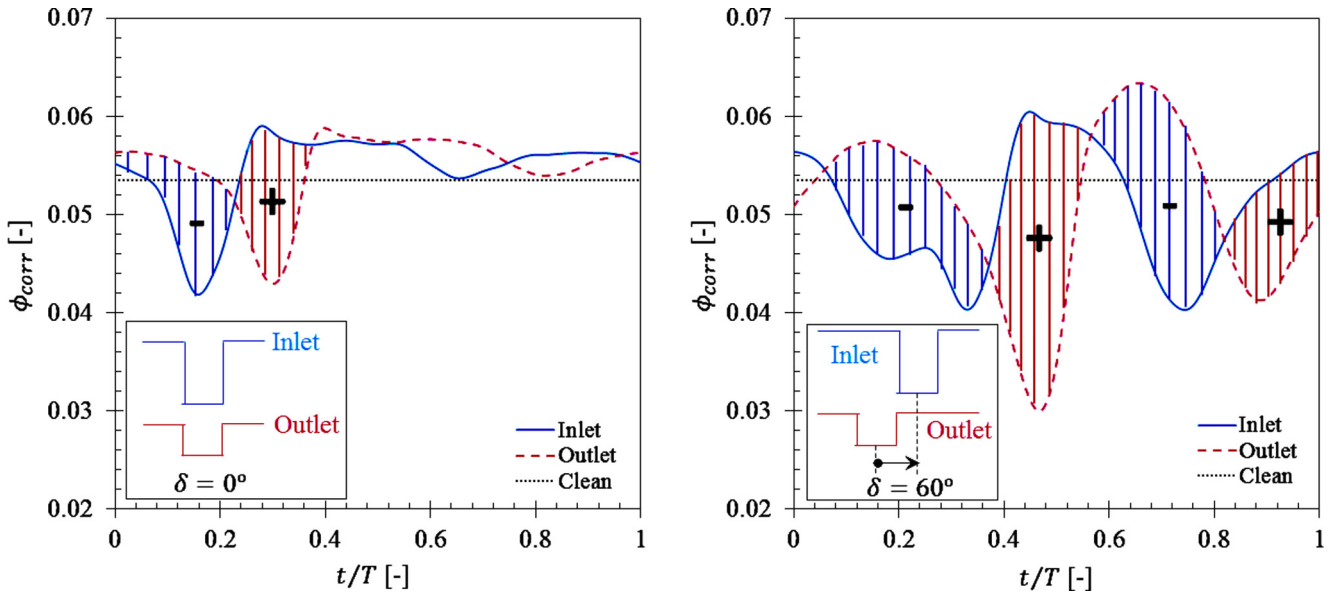 0.07
0.06
0.05
0.04
0.03
0.02
ϕcorr [-]
-
+
Inlet
Outlet
δ = 0º
Inlet
Outlet
Clean
0 0.2 0.4 0.6 0.8 1
t/T [-]
0.07
0.06
0.05
0.04
0.03
0.02
ϕcorr [-]
-
+
-
+
Inlet
Outlet
δ = 60º
Inlet
Outlet
Clean
0 0.2 0.4 0.6 0.8 1
t/T [-]